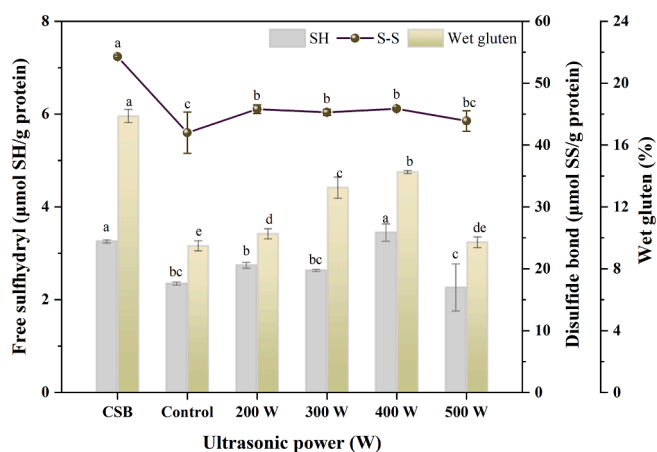 SH S-S Wet gluten
Free sulfhydryl (μmol SH/g protein)
8
6
4
2
0
Disulfide bond (μmol SS/g protein)
60
50
40
30
20
10
0
Wet gluten (%)
24
20
16
12
8
4
0
a c b b b bc
a e d c b de
a bc b bc a c
CSB Control 200 W 300 W 400 W 500 W
Ultrasonic power (W)